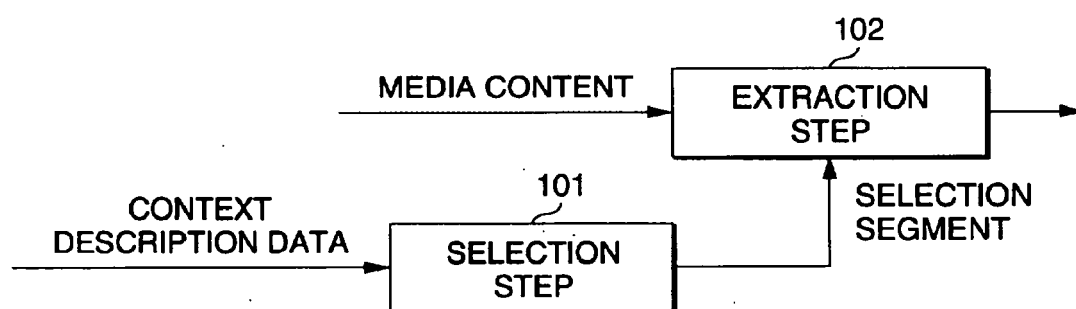 102
MEDIA CONTENT
EXTRACTION
STEP
101
SELECTION
SEGMENT
CONTEXT
DESCRIPTION DATA
SELECTION
STEP